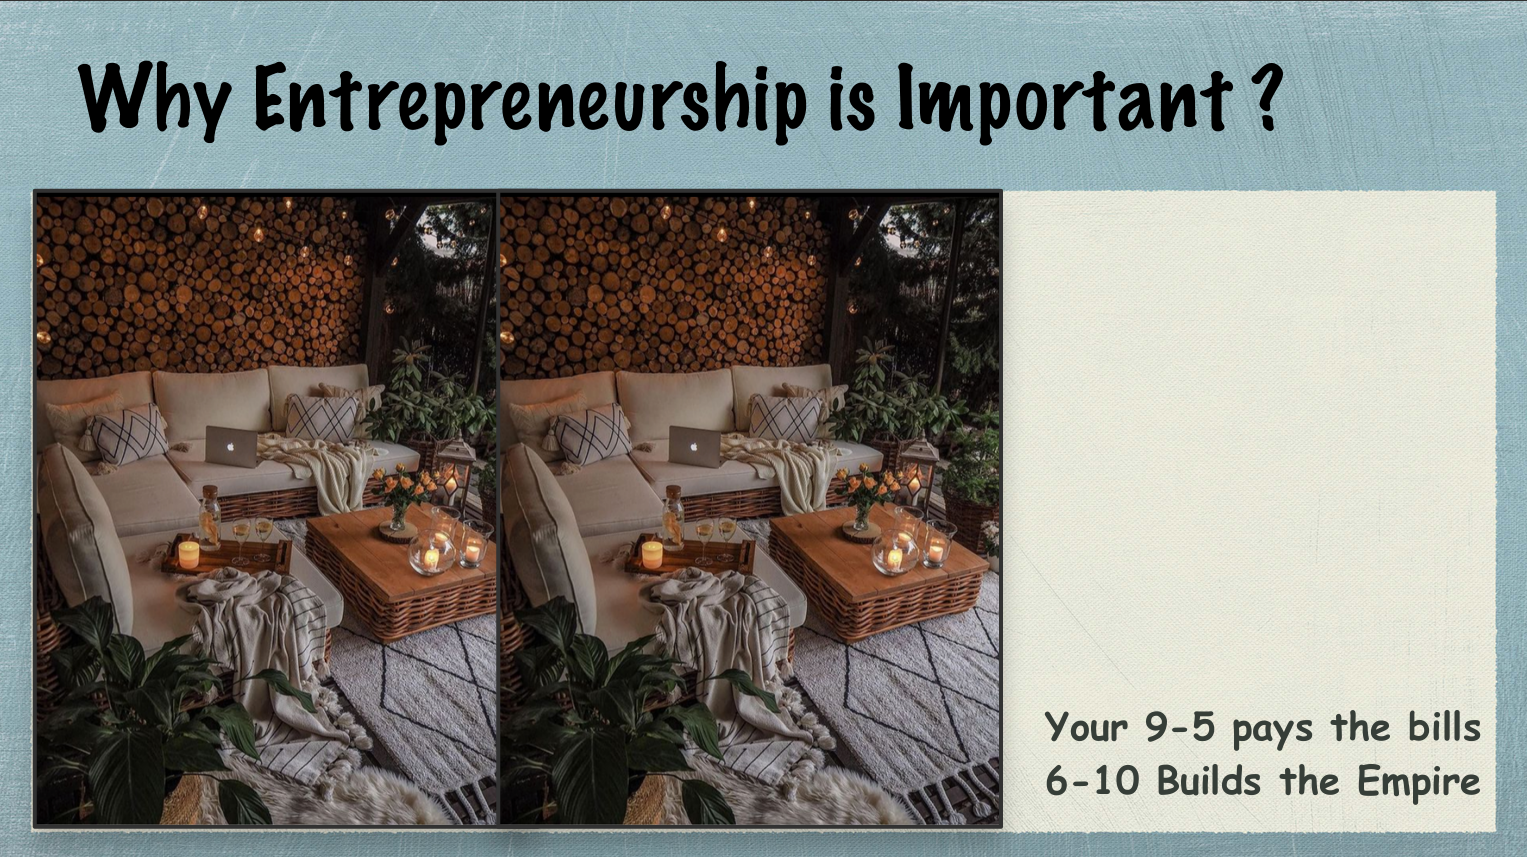 Why Entrepreneurship is Important ?
Your 9-5 pays the bills
6-10 Builds the Empire